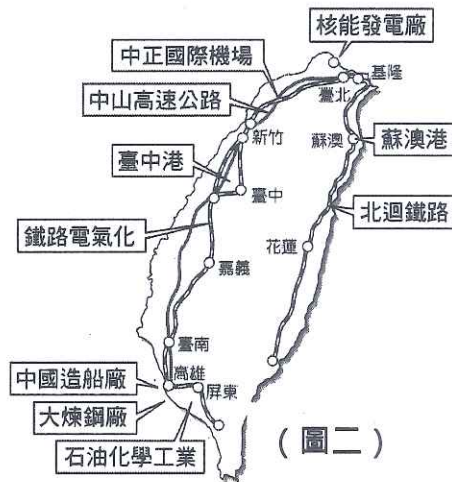 核能發電廠
中正國際機場
基隆
臺北
中山高速公路
新竹
蘇澳
蘇澳港
臺中港
臺中
北迴鐵路
鐵路電氣化
花蓮
嘉義
臺南
中國造船廠
高雄
屏東
大煉鋼廠
石油化學工業
(圖二)